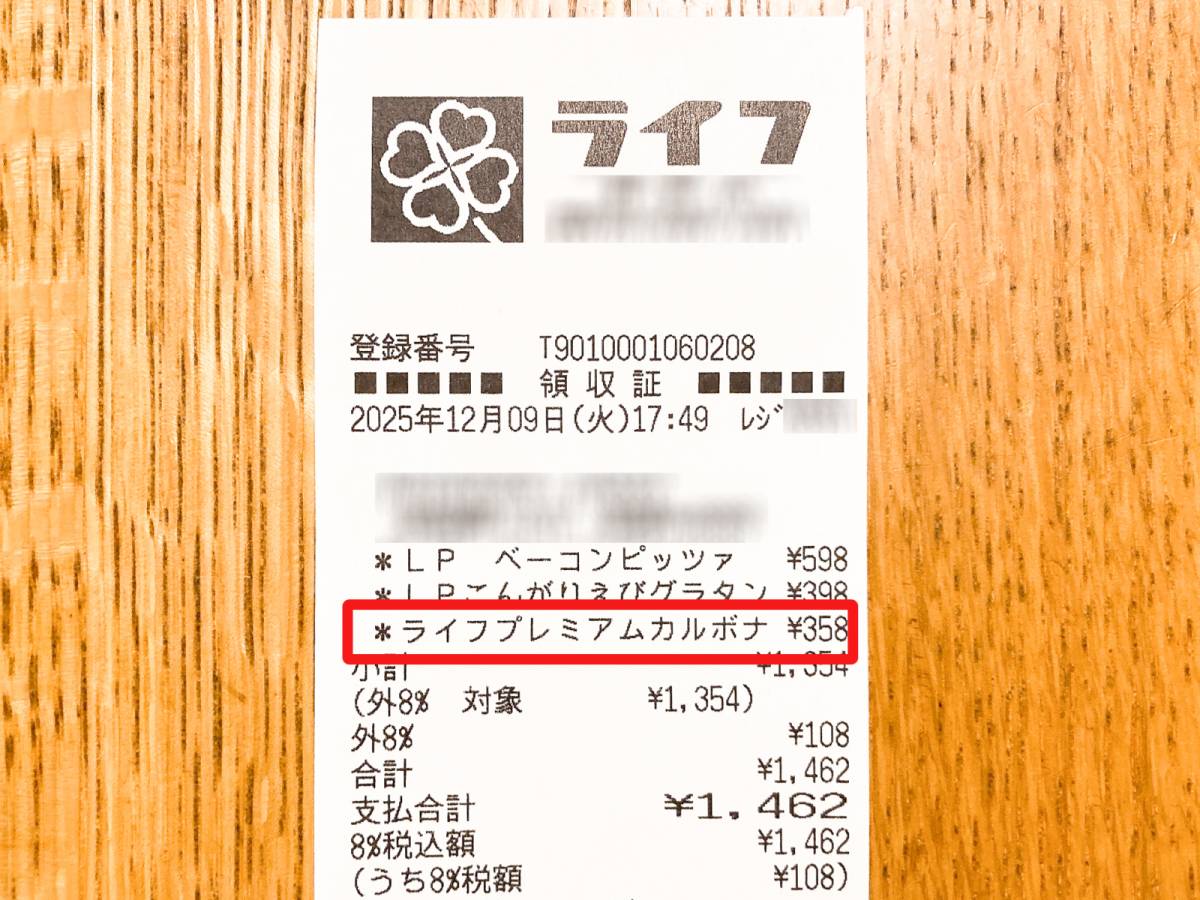 ライフ
登録番号 T9010001060208
■■■■■ 領収証 ■■■■■
2025年12月09日(火)17:49 ﾚｼﾞ
*LP ベーコンピッツァ ¥598
*LPこんがりえびグラタン ¥398
*ライフプレミアムカルボナ ¥358
小計 ¥1,354
(外8% 対象 ¥1,354)
外8% ¥108
合計 ¥1,462
支払合計 ¥1,462
8%税込額 ¥1,462
(うち8%税額 ¥108)